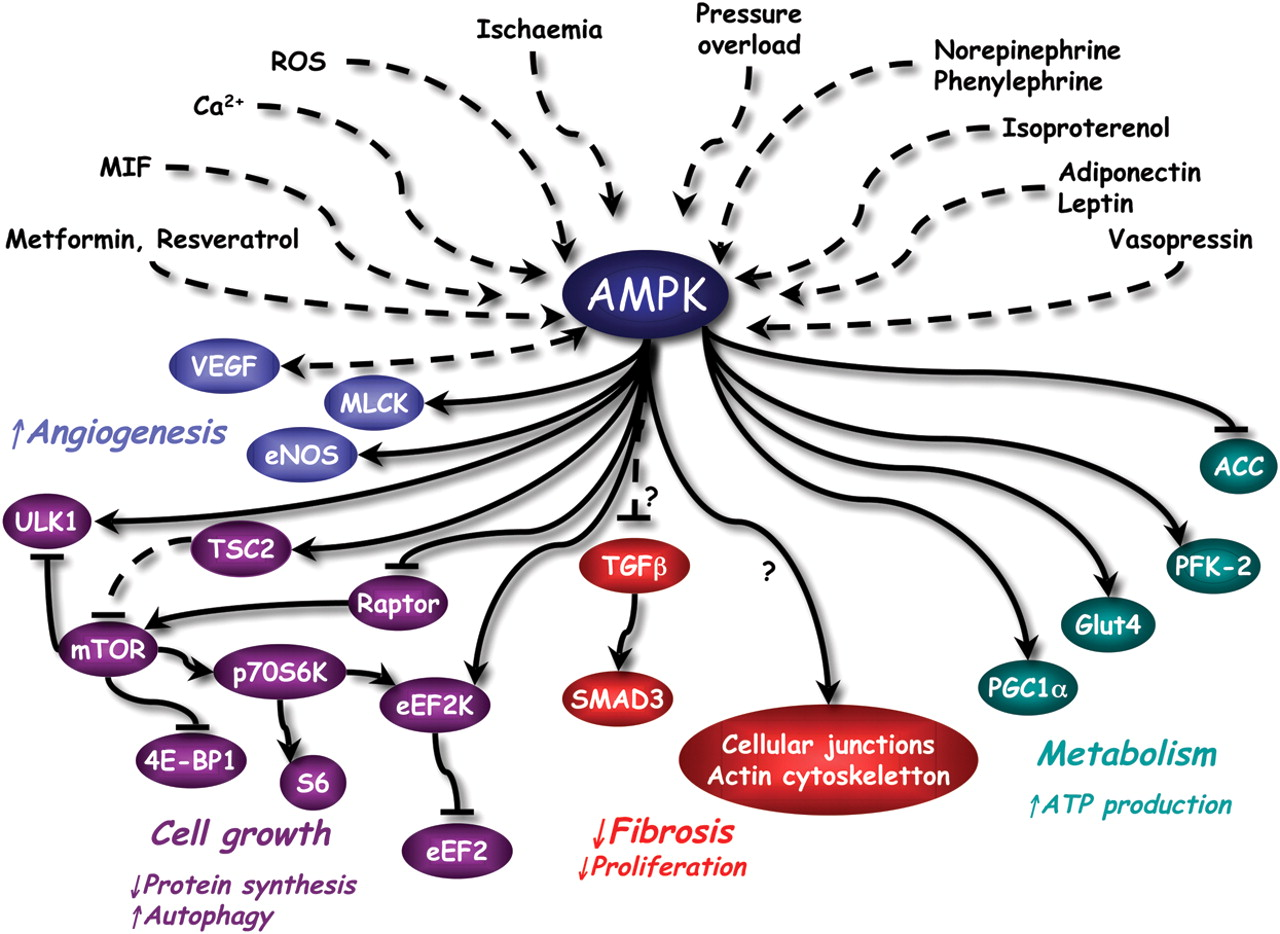 Ischaemia
Pressure
overload
ROS
Norepinephrine
Phenylephrine
Ca²⁺
Isoproterenol
MIF
Adiponectin
Leptin
Metformin, Resveratrol
Vasopressin
AMPK
VEGF
MLCK
↑Angiogenesis
eNOS
ACC
ULK1
?
TSC2
TGFβ
?
PFK-2
Raptor
Glut4
mTOR
p70S6K
eEF2K
SMAD3
PGC1α
4E-BP1
S6
Cellular junctions
Actin cytoskeletton
Metabolism
↑ATP production
Cell growth
↓Protein synthesis
↑Autophagy
eEF2
↓Fibrosis
↓Proliferation